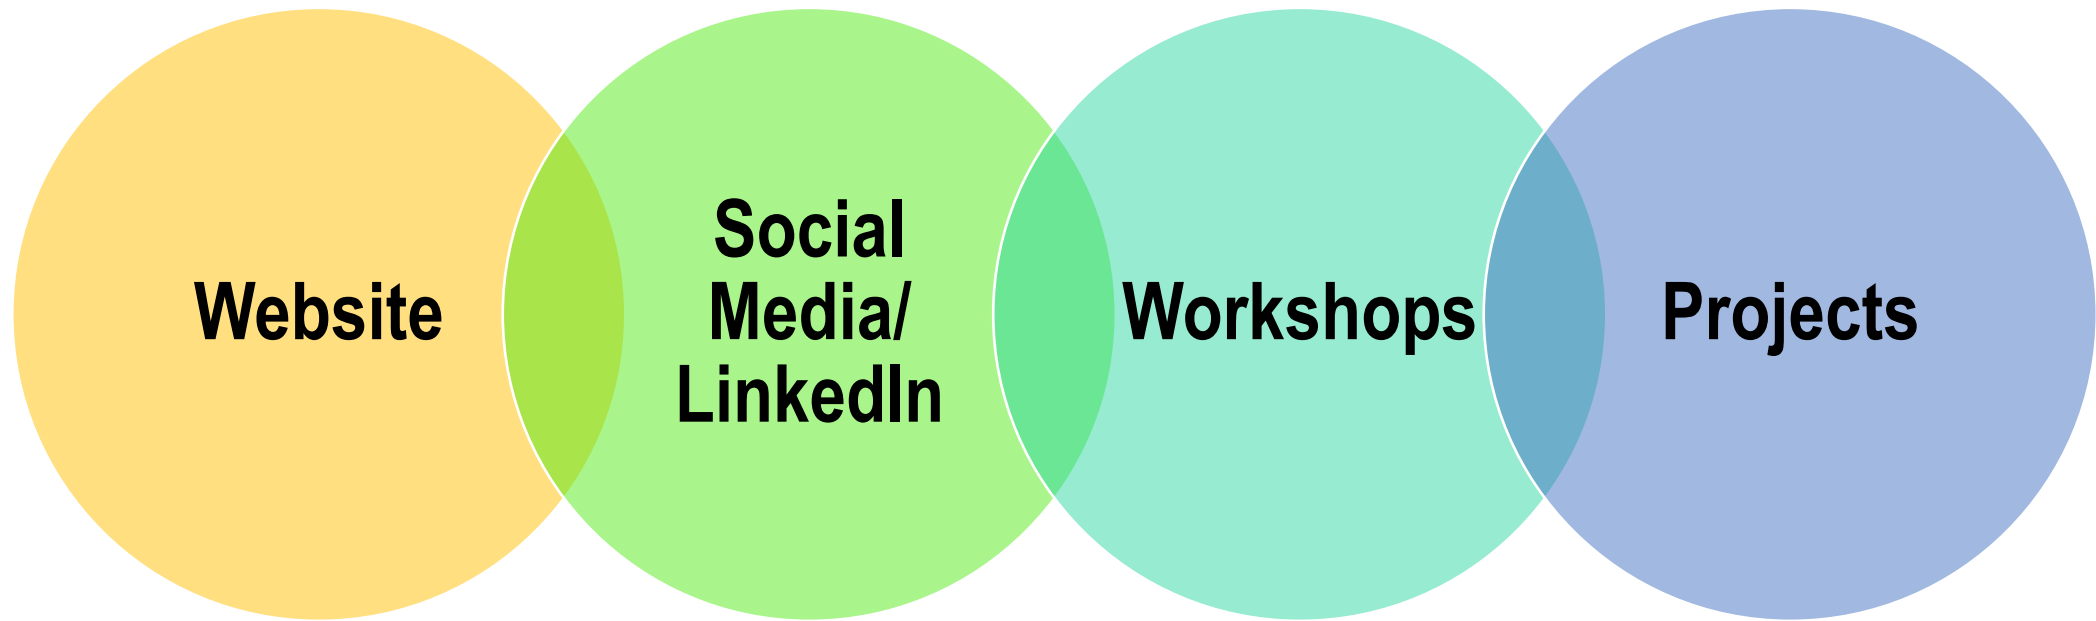 Website
Social
Media/
LinkedIn
Workshops
Projects